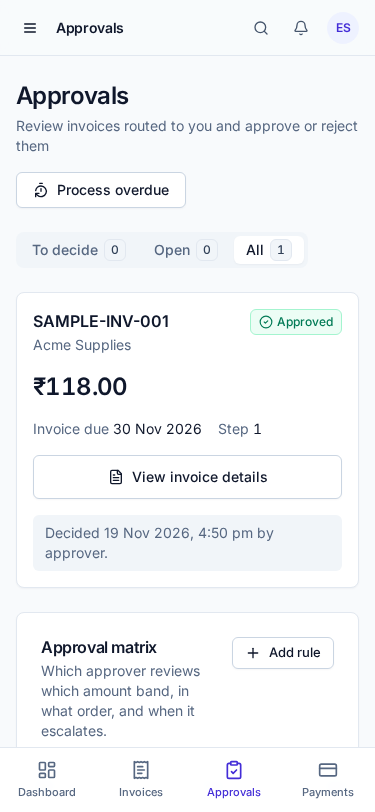 Approvals
ES
Approvals
Review invoices routed to you and approve or reject
them
Process overdue
To decide 0 Open 0 All 1
SAMPLE-INV-001
Approved
Acme Supplies
₹118.00
Invoice due 30 Nov 2026 Step 1
View invoice details
Decided 19 Nov 2026, 4:50 pm by
approver.
Approval matrix
Add rule
Which approver reviews
which amount band, in
what order, and when it
escalates.
Dashboard Invoices Approvals Payments